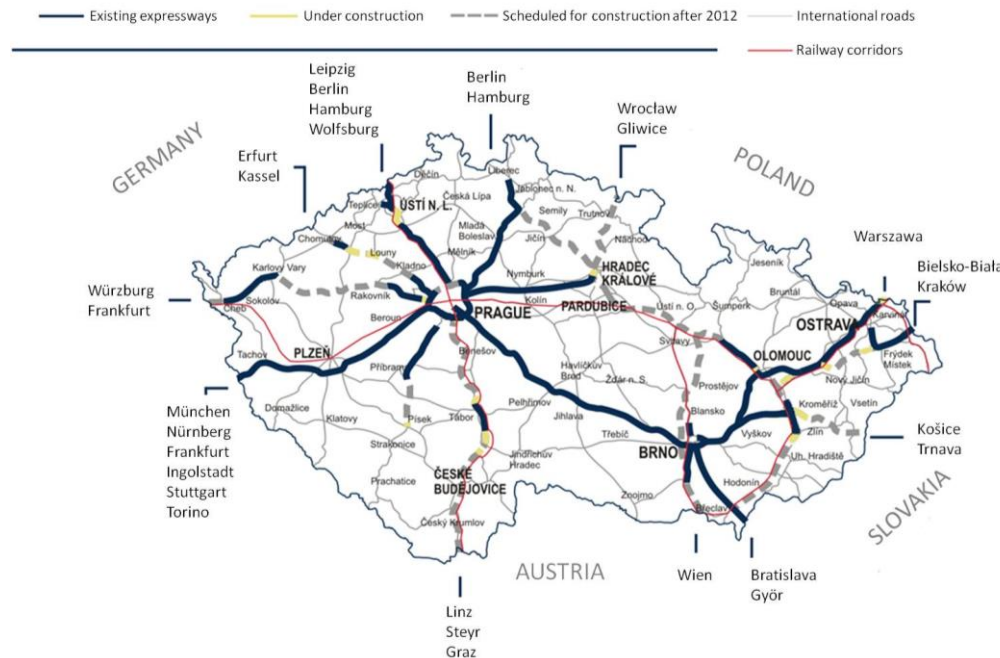 Existing expressways
Under construction
Scheduled for construction after 2012
International roads
Railway corridors
Leipzig
Berlin
Hamburg
Wolfsburg
Berlin
Hamburg
Wrocław
Gliwice
GERMANY
POLAND
Erfurt
Kassel
Warszawa
Bielsko-Biala
Kraków
Würzburg
Frankfurt
Děčín
Liberec
Jablonec n. N.
Teplice
ÚSTÍ N. L.
Česká Lípa
Semily
Trutnov
Most
Chomutov
Mladá
Boleslav
Jičín
Náchod
Louny
Mělník
Jeseník
Karlovy Vary
Kladno
Nymburk
HRADEC
KRÁLOVÉ
Bruntál
Cheb
Sokolov
Rakovník
Kolín
PARDUBICE
Ústí n. O.
Šumperk
Opava
Karviná
PRAGUE
OSTRAVA
Beroun
Svitavy
Frýdek
Místek
Tachov
PLZEŇ
Benešov
OLOMOUC
Nový Jičín
Příbram
Havlíčkův
Brod
Žďár n. S.
Prostějov
Kroměříž
Vsetín
Domažlice
Klatovy
Písek
Tábor
Pelhřimov
Jihlava
Blansko
Třebíč
Vyškov
Zlín
Strakonice
BRNO
Uh. Hradiště
Jindřichův
Hradec
Prachatice
ČESKÉ
BUDĚJOVICE
Znojmo
Hodonín
Český Krumlov
Břeclav
München
Nürnberg
Frankfurt
Ingolstadt
Stuttgart
Torino
Košice
Trnava
SLOVAKIA
AUSTRIA
Wien
Bratislava
Györ
Linz
Steyr
Graz